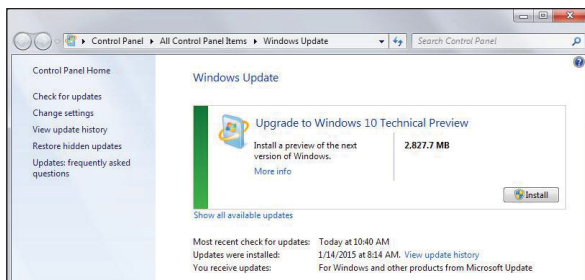 Control Panel ▸ All Control Panel Items ▸ Windows Update
Search Control Panel
Control Panel Home
Check for updates
Change settings
View update history
Restore hidden updates
Updates: frequently asked
questions
Windows Update
Upgrade to Windows 10 Technical Preview
Install a preview of the next
version of Windows.
2,827.7 MB
More info
Install
Show all available updates
Most recent check for updates: Today at 10:40 AM
Updates were installed: 1/14/2015 at 8:14 AM. View update history
You receive updates: For Windows and other products from Microsoft Update